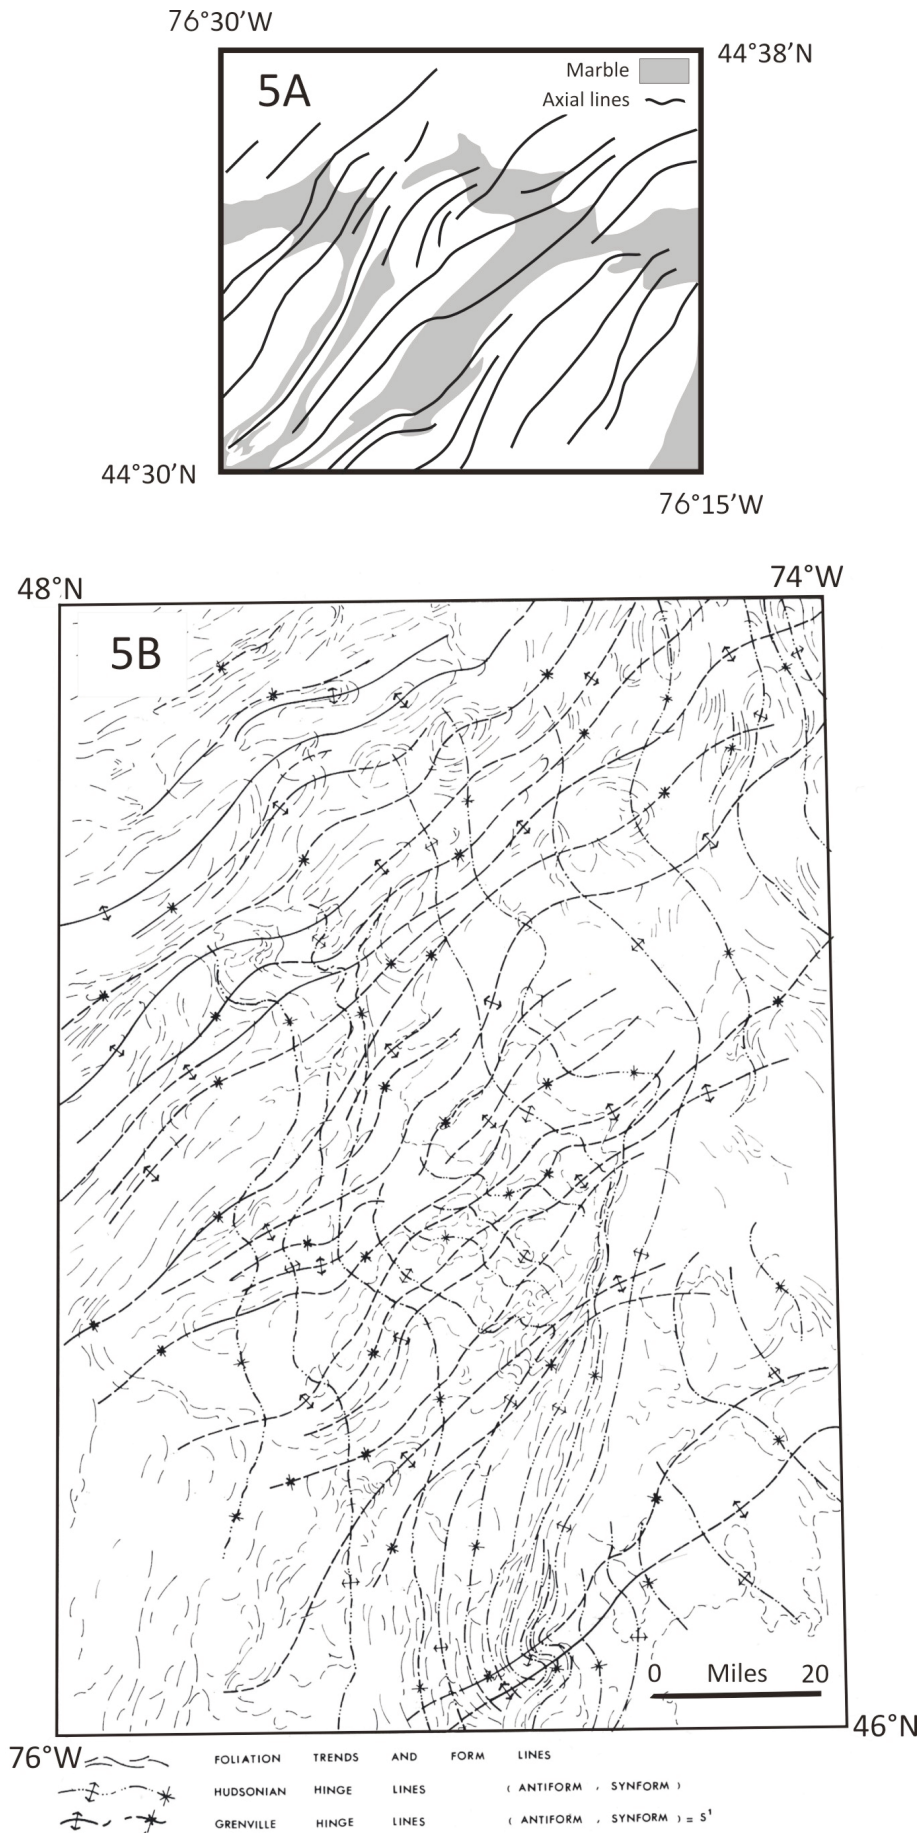 76°30'W
44°38'N
5A
Marble
Axial lines
44°30'N
76°15'W
48°N
74°W
5B
0 Miles 20
46°N
76°W
FOLIATION TRENDS AND FORM LINES
HUDSONIAN HINGE LINES ( ANTIFORM , SYNFORM )
GRENVILLE HINGE LINES ( ANTIFORM , SYNFORM ) = S¹